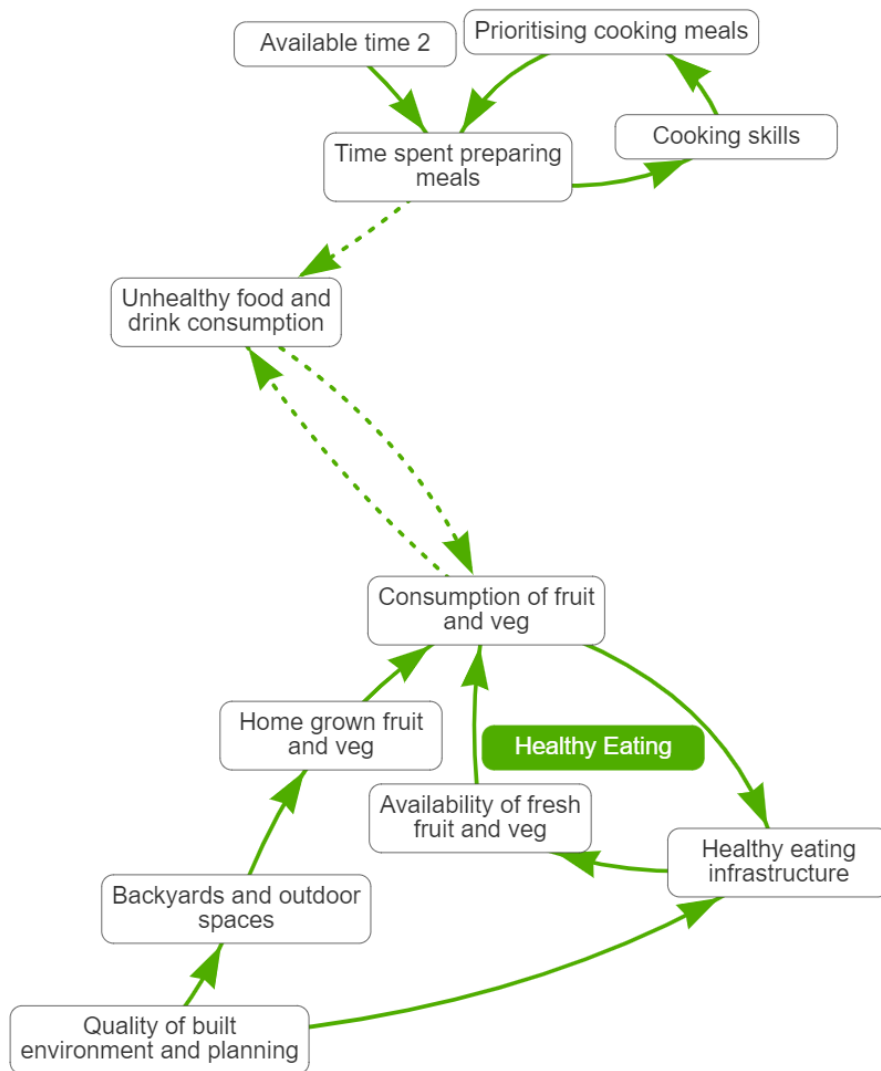 Available time 2
Prioritising cooking meals
Cooking skills
Time spent preparing
meals
Unhealthy food and
drink consumption
Consumption of fruit
and veg
Home grown fruit
and veg
Healthy Eating
Availability of fresh
fruit and veg
Healthy eating
infrastructure
Backyards and outdoor
spaces
Quality of built
environment and planning